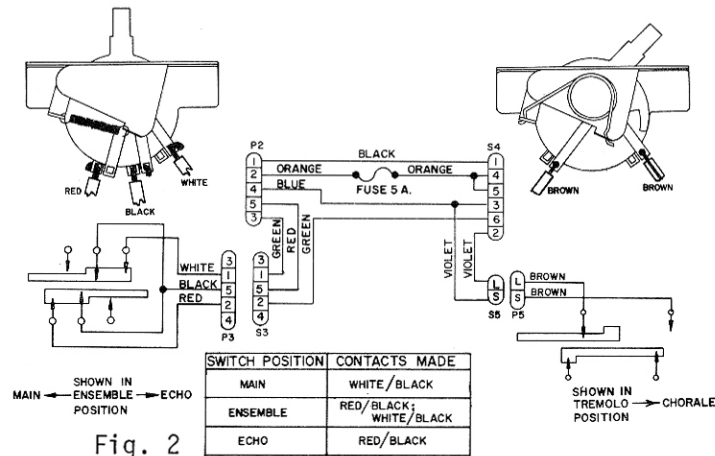 RED
BLACK
WHITE
P2
1
2
4
5
3
BLACK
ORANGE
BLUE
FUSE 5 A.
ORANGE
GREEN
RED
GREEN
S4
1
4
5
3
6
2
VIOLET
VIOLET
BROWN
BROWN
WHITE
BLACK
RED
3
1
5
2
4
P3
3
1
5
2
4
S3
L
S
S5
L
S
P5
BROWN
BROWN
MAIN SHOWN IN ENSEMBLE POSITION ECHO
SWITCH POSITION CONTACTS MADE
MAIN WHITE/BLACK
ENSEMBLE RED/BLACK; WHITE/BLACK
ECHO RED/BLACK
SHOWN IN
TREMOLO CHORALE
POSITION
Fig. 2